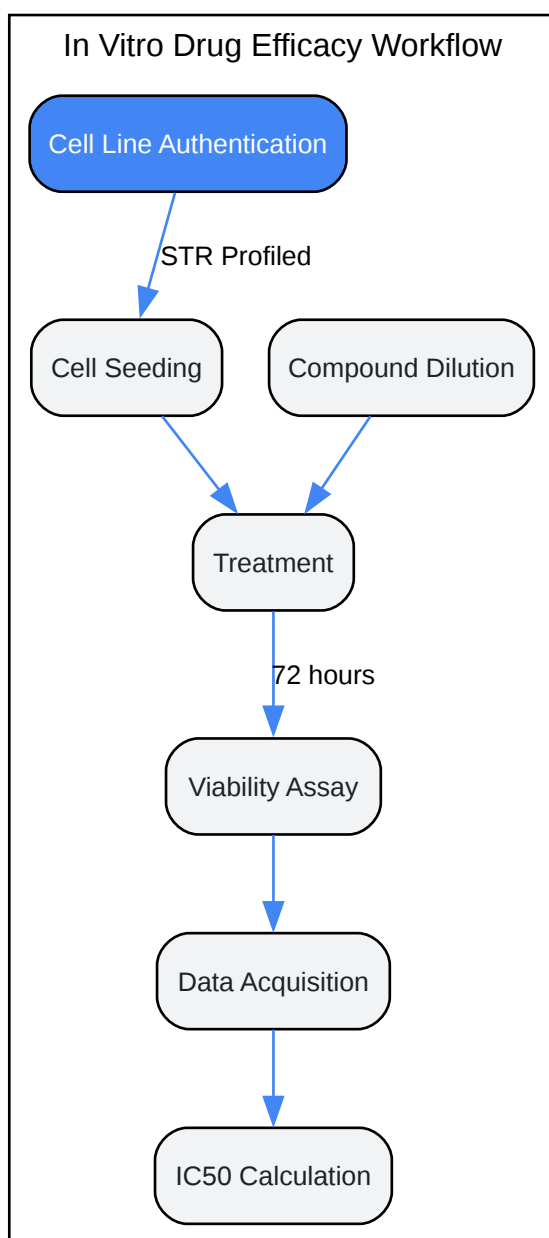 In Vitro Drug Efficacy Workflow
Cell Line Authentication
STR Profiled
Cell Seeding
Compound Dilution
Treatment
72 hours
Viability Assay
Data Acquisition
IC50 Calculation